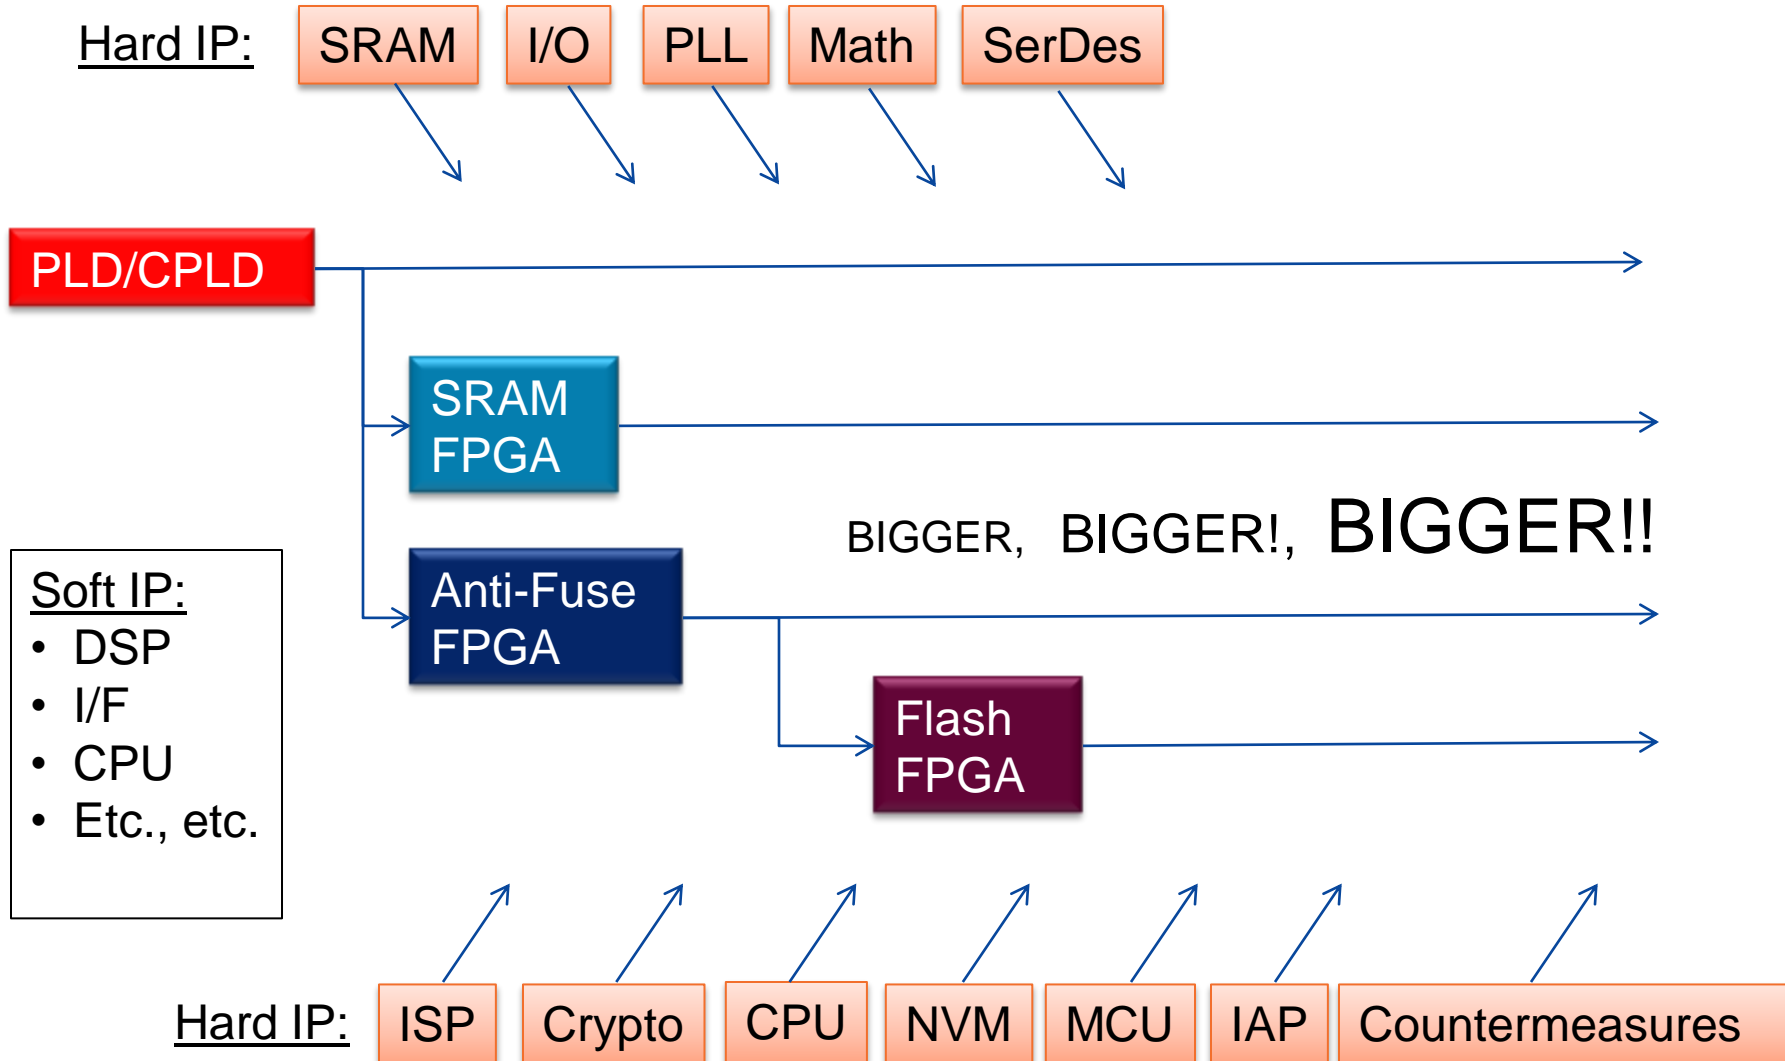 Hard IP: SRAM I/O PLL Math SerDes
PLD/CPLD
SRAM
FPGA
BIGGER, BIGGER!, BIGGER!!
Anti-Fuse
FPGA
Soft IP:
• DSP
• I/F
• CPU
• Etc., etc.
Flash
FPGA
Hard IP: ISP Crypto CPU NVM MCU IAP Countermeasures